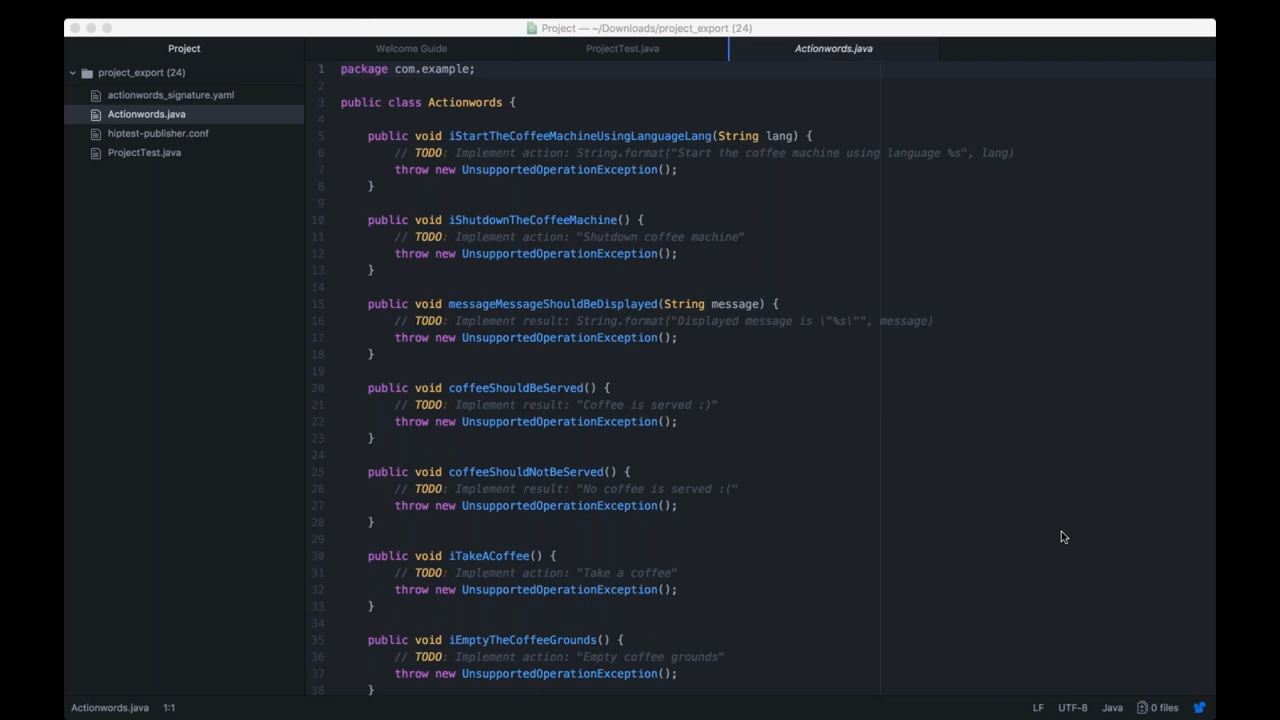 Project — ~/Downloads/project_export (24)
Project
Welcome Guide
ProjectTest.java
Actionwords.java
project_export (24)
actionwords_signature.yaml
Actionwords.java
hiptest-publisher.conf
ProjectTest.java
1 package com.example;
2
3 public class Actionwords {
4
5 public void iStartTheCoffeeMachineUsingLanguageLang(String lang) {
6 // TODO: Implement action: String.format("Start the coffee machine using language %s", lang)
7 throw new UnsupportedOperationException();
8 }
9
10 public void iShutdownTheCoffeeMachine() {
11 // TODO: Implement action: "Shutdown coffee machine"
12 throw new UnsupportedOperationException();
13 }
14
15 public void messageMessageShouldBeDisplayed(String message) {
16 // TODO: Implement result: String.format("Displayed message is \"%s\"", message)
17 throw new UnsupportedOperationException();
18 }
19
20 public void coffeeShouldBeServed() {
21 // TODO: Implement result: "Coffee is served :)"
22 throw new UnsupportedOperationException();
23 }
24
25 public void coffeeShouldNotBeServed() {
26 // TODO: Implement result: "No coffee is served :("
27 throw new UnsupportedOperationException();
28 }
29
30 public void iTakeACoffee() {
31 // TODO: Implement action: "Take a coffee"
32 throw new UnsupportedOperationException();
33 }
34
35 public void iEmptyTheCoffeeGrounds() {
36 // TODO: Implement action: "Empty coffee grounds"
37 throw new UnsupportedOperationException();
38 }
Actionwords.java 1:1
LF UTF-8 Java 0 files